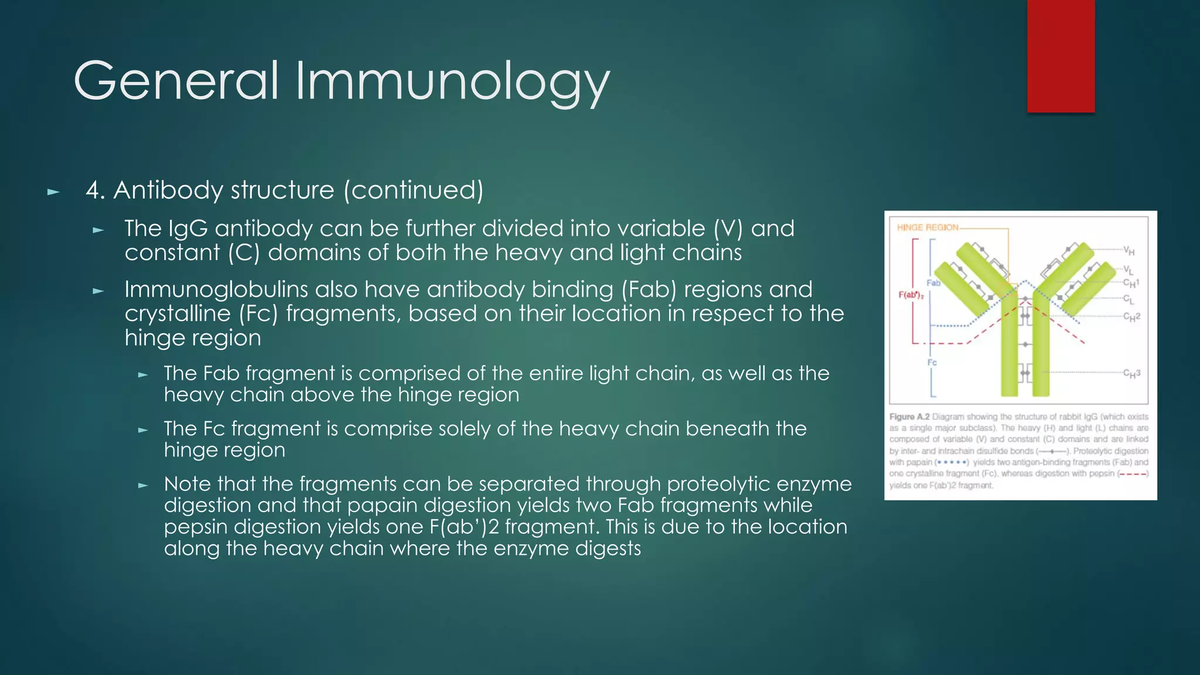 General Immunology
► 4. Antibody structure (continued)
► The IgG antibody can be further divided into variable (V) and
constant (C) domains of both the heavy and light chains
► Immunoglobulins also have antibody binding (Fab) regions and
crystalline (Fc) fragments, based on their location in respect to the
hinge region
► The Fab fragment is comprised of the entire light chain, as well as the
heavy chain above the hinge region
► The Fc fragment is comprise solely of the heavy chain beneath the
hinge region
► Note that the fragments can be separated through proteolytic enzyme
digestion and that papain digestion yields two Fab fragments while
pepsin digestion yields one F(ab’)2 fragment. This is due to the location
along the heavy chain where the enzyme digests
HINGE REGION
VH
VL
Fab
CH1
F(ab')2
CL
CH2
Fc
CH3
Figure A.2 Diagram showing the structure of rabbit IgG (which exists
as a single major subclass). The heavy (H) and light (L) chains are
composed of variable (V) and constant (C) domains and are linked
by inter- and intrachain disulfide bonds (—•—). Proteolytic digestion
with papain (• • • • •) yields two antigen-binding fragments (Fab) and
one crystalline fragment (Fc), whereas digestion with pepsin (– – – –)
yields one F(ab')2 fragment.